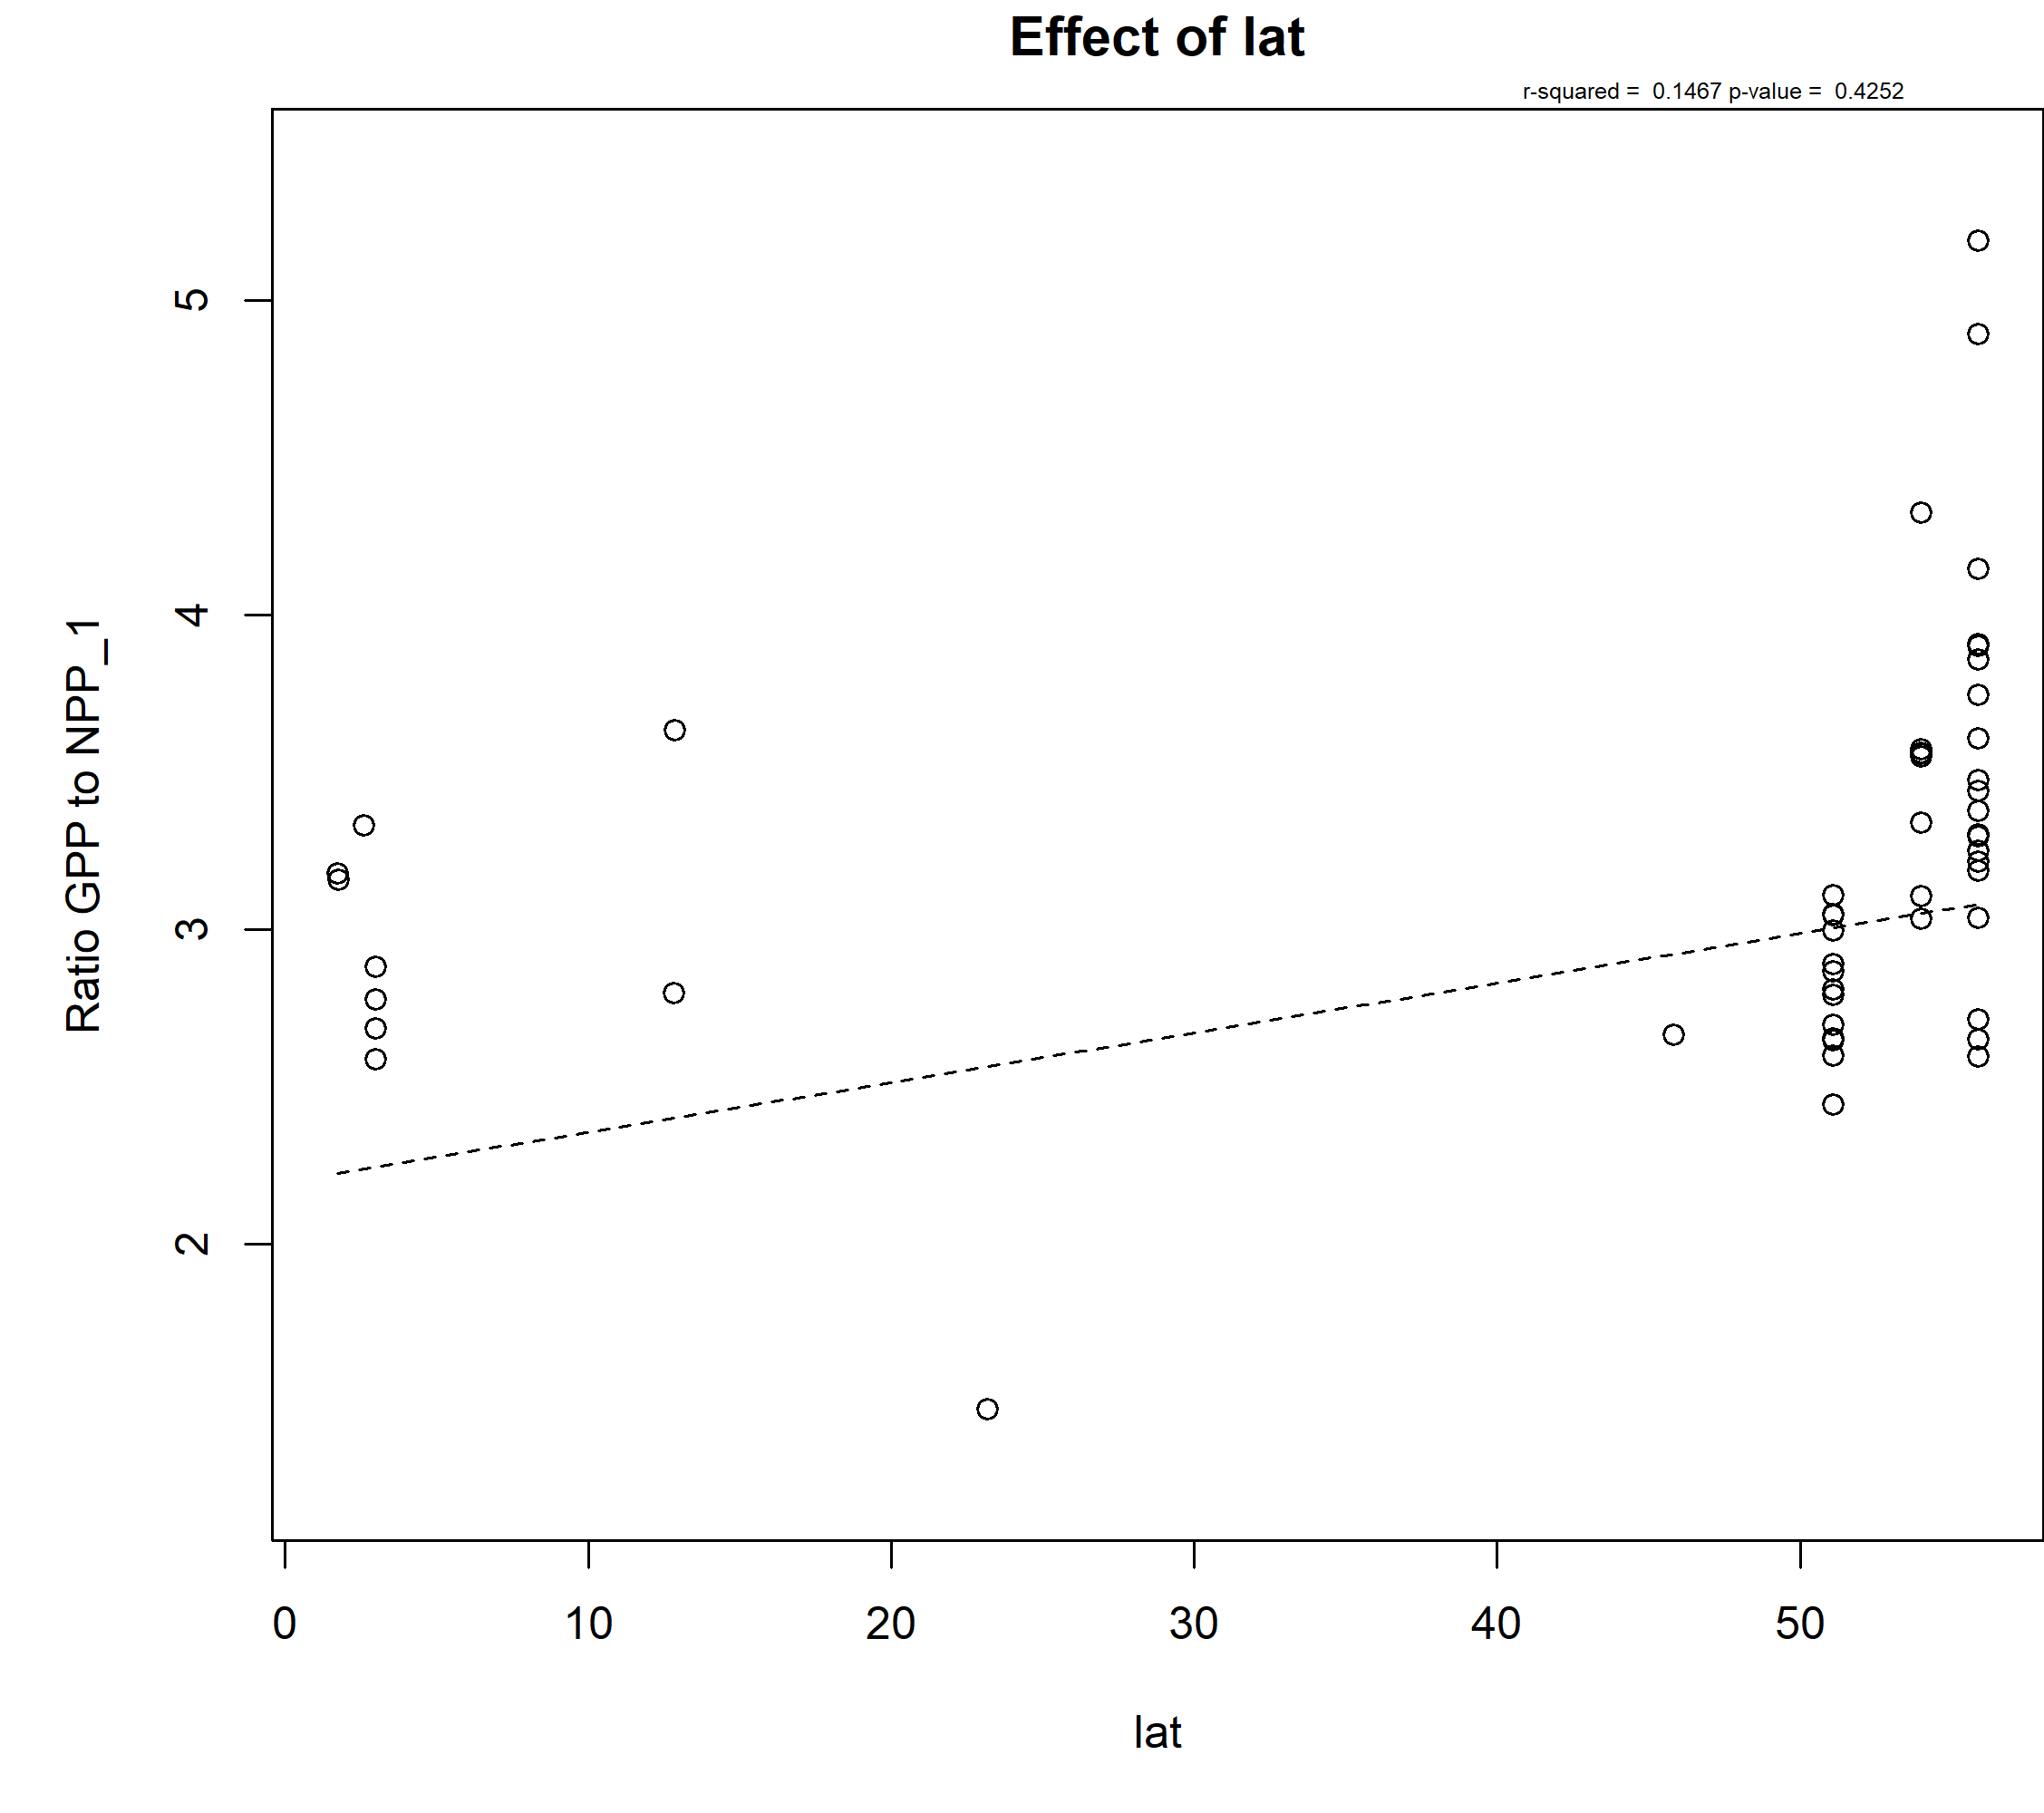 Effect of lat
r-squared = 0.1467 p-value = 0.4252
Ratio GPP to NPP_1
5
4
3
2
0 10 20 30 40 50
lat